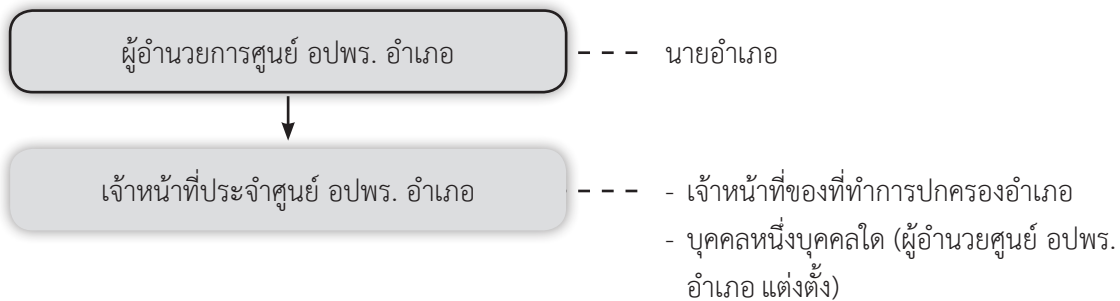 ผู้อำนวยการศูนย์ อปพร. อำเภอ
นายอำเภอ
เจ้าหน้าที่ประจำศูนย์ อปพร. อำเภอ
- เจ้าหน้าที่ของที่ทำการปกครองอำเภอ
- บุคคลหนึ่งบุคคลใด (ผู้อำนวยศูนย์ อปพร.
อำเภอ แต่งตั้ง)